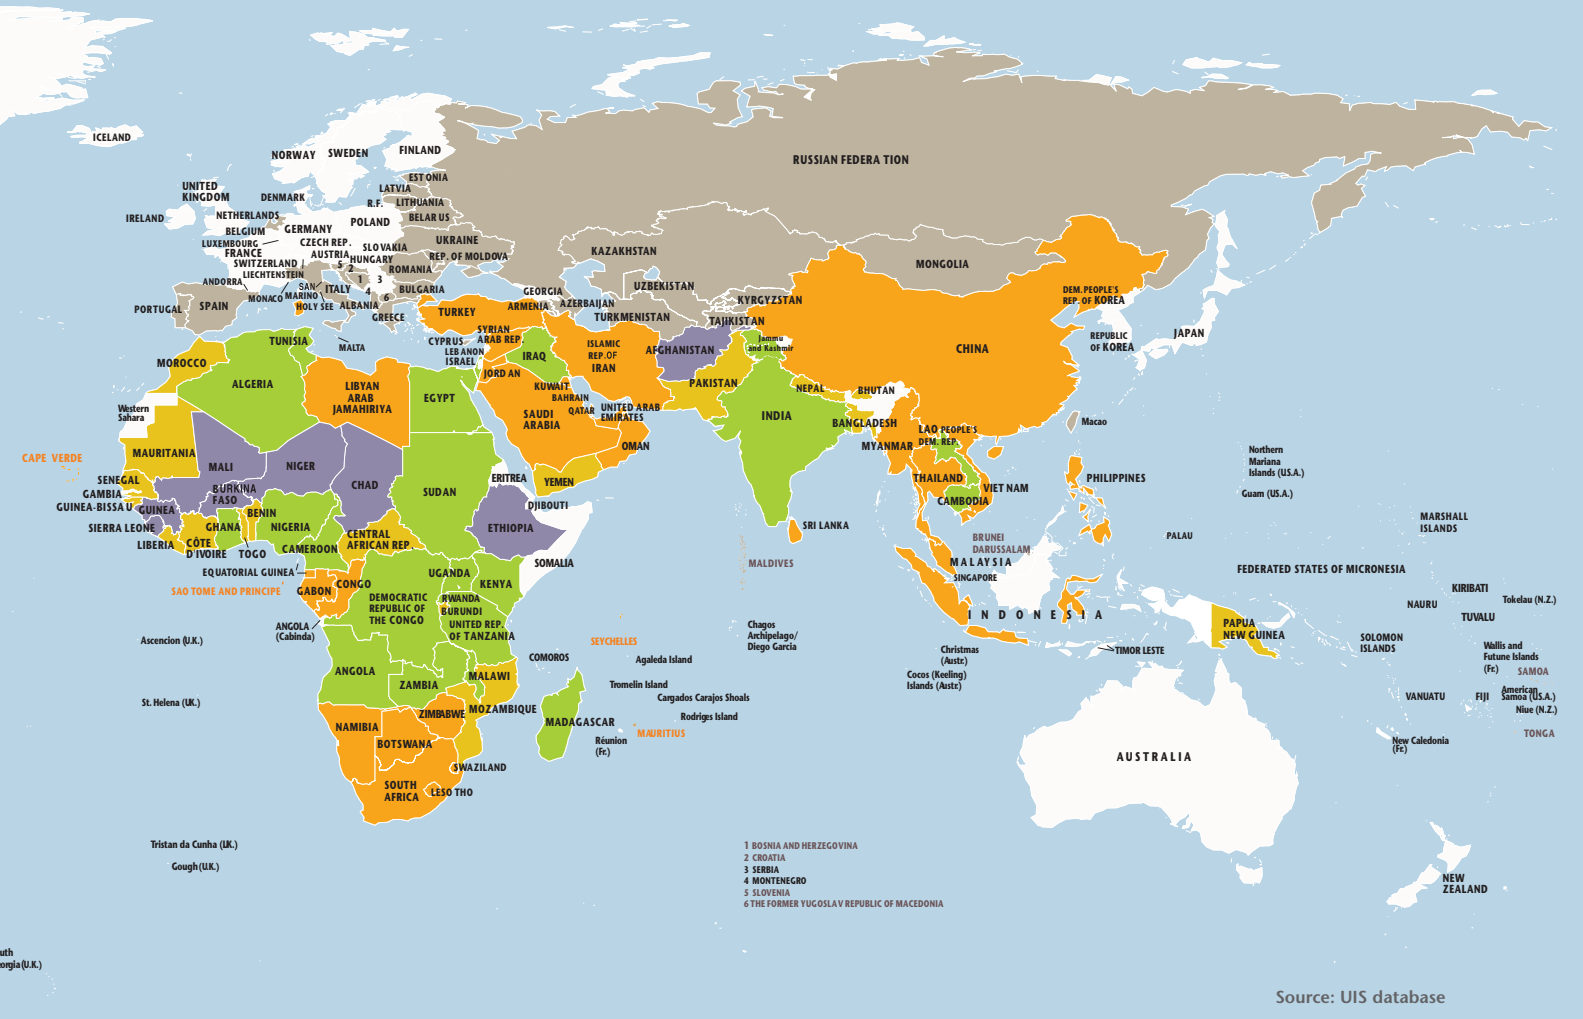 ICELAND
NORWAY
SWEDEN
FINLAND
RUSSIAN FEDERA TION
EST ONIA
LATVIA
R.F.
LITHUANIA
BELAR US
UNITED
KINGDOM
DENMARK
IRELAND
NETHERLANDS
BELGIUM
GERMANY
POLAND
LUXEMBOURG
CZECH REP.
FRANCE
AUSTRIA
SLOVAKIA
UKRAINE
SWITZERLAND
5
2
HUNGARY
REP. OF MOLDOVA
LIECHTENSTEIN
ROMANIA
ANDORRA
SAN
MARINO
ITALY
1
3
4
6
BULGARIA
MONACO
HOLY SEE
ALBANIA
GREECE
PORTUGAL
SPAIN
MALTA
KAZAKHSTAN
MONGOLIA
UZBEKISTAN
GEORGIA
ARMENIA
AZERBAIJAN
KYRGYZSTAN
TURKMENISTAN
TAJIKISTAN
DEM.PEOPLE'S
REP. OF KOREA
REPUBLIC
OF KOREA
JAPAN
TURKEY
CYPRUS
SYRIAN
ARAB REP.
LEB ANON
ISRAEL
JORD AN
IRAQ
ISLAMIC
REP.OF
IRAN
AFGHANISTAN
Jammu
and Kashmir
CHINA
KUWAIT
BAHRAIN
QATAR
UNITED ARAB
EMIRATES
SAUDI
ARABIA
OMAN
YEMEN
PAKISTAN
NEPAL
BHUTAN
INDIA
BANGLADESH
MYANMAR
LAO PEOPLE'S
DEM. REP.
Macao
THAILAND
VIET NAM
CAMBODIA
PHILIPPINES
SRI LANKA
MALDIVES
BRUNEI
DARUSSALAM
MALAYSIA
SINGAPORE
INDONESIA
MOROCCO
TUNISIA
ALGERIA
LIBYAN
ARAB
JAMAHIRIYA
EGYPT
Western
Sahara
CAPE VERDE
MAURITANIA
MALI
NIGER
CHAD
SUDAN
ERITREA
DJIBOUTI
SENEGAL
GAMBIA
GUINEA-BISSA U
GUINEA
BURKINA
FASO
BENIN
SIERRA LEONE
GHANA
NIGERIA
ETHIOPIA
LIBERIA
CÔTE
D'IVOIRE
TOGO
CAMEROON
CENTRAL
AFRICAN REP.
SOMALIA
EQUATORIAL GUINEA
SAO TOME AND PRINCIPE
GABON
CONGO
UGANDA
KENYA
DEMOCRATIC
REPUBLIC OF
THE CONGO
RWANDA
BURUNDI
UNITED REP.
OF TANZANIA
ANGOLA
(Cabinda)
Ascencion (U.K.)
SEYCHELLES
COMOROS
Agaleda Island
ANGOLA
ZAMBIA
MALAWI
Tromelin Island
St. Helena (UK.)
Cargados Carajos Shoals
MOZAMBIQUE
ZIMBABWE
NAMIBIA
BOTSWANA
MADAGASCAR
Rodriges Island
MAURITIUS
Réunion
(Fr.)
SWAZILAND
SOUTH
AFRICA
LESO THO
Chagos
Archipelago/
Diego Garcia
Christmas
(Austr.)
Cocos (Keeling)
Islands (Austr.)
TIMOR LESTE
PAPUA
NEW GUINEA
Northern
Mariana
Islands (U.S.A.)
Guam (U.S.A.)
PALAU
MARSHALL
ISLANDS
FEDERATED STATES OF MICRONESIA
KIRIBATI
NAURU
Tokelau (N.Z.)
TUVALU
SOLOMON
ISLANDS
Wallis and
Futune Islands
(Fr.)
SAMOA
American
Samoa (U.S.A.)
VANUATU
FIJI
Niue (N.Z.)
TONGA
New Caledonia
(Fr.)
AUSTRALIA
NEW
ZEALAND
Tristan da Cunha (U.K.)
Gough (U.K.)
1 BOSNIA AND HERZEGOVINA
2 CROATIA
3 SERBIA
4 MONTENEGRO
5 SLOVENIA
6 THE FORMER YUGOSLAV REPUBLIC OF MACEDONIA
uth
eorgia (U.K.)
Source: UIS database